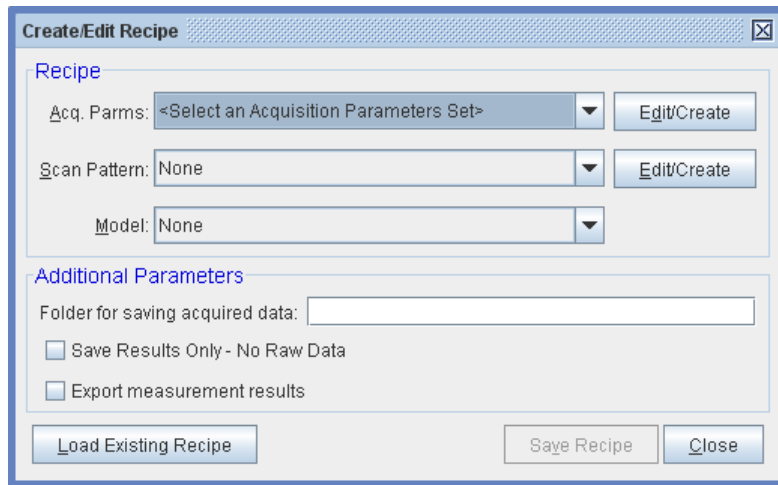 Create/Edit Recipe
Recipe
Acq. Parms: <Select an Acquisition Parameters Set> Edit/Create
Scan Pattern: None Edit/Create
Model: None
Additional Parameters
Folder for saving acquired data:
Save Results Only - No Raw Data
Export measurement results
Load Existing Recipe Save Recipe Close